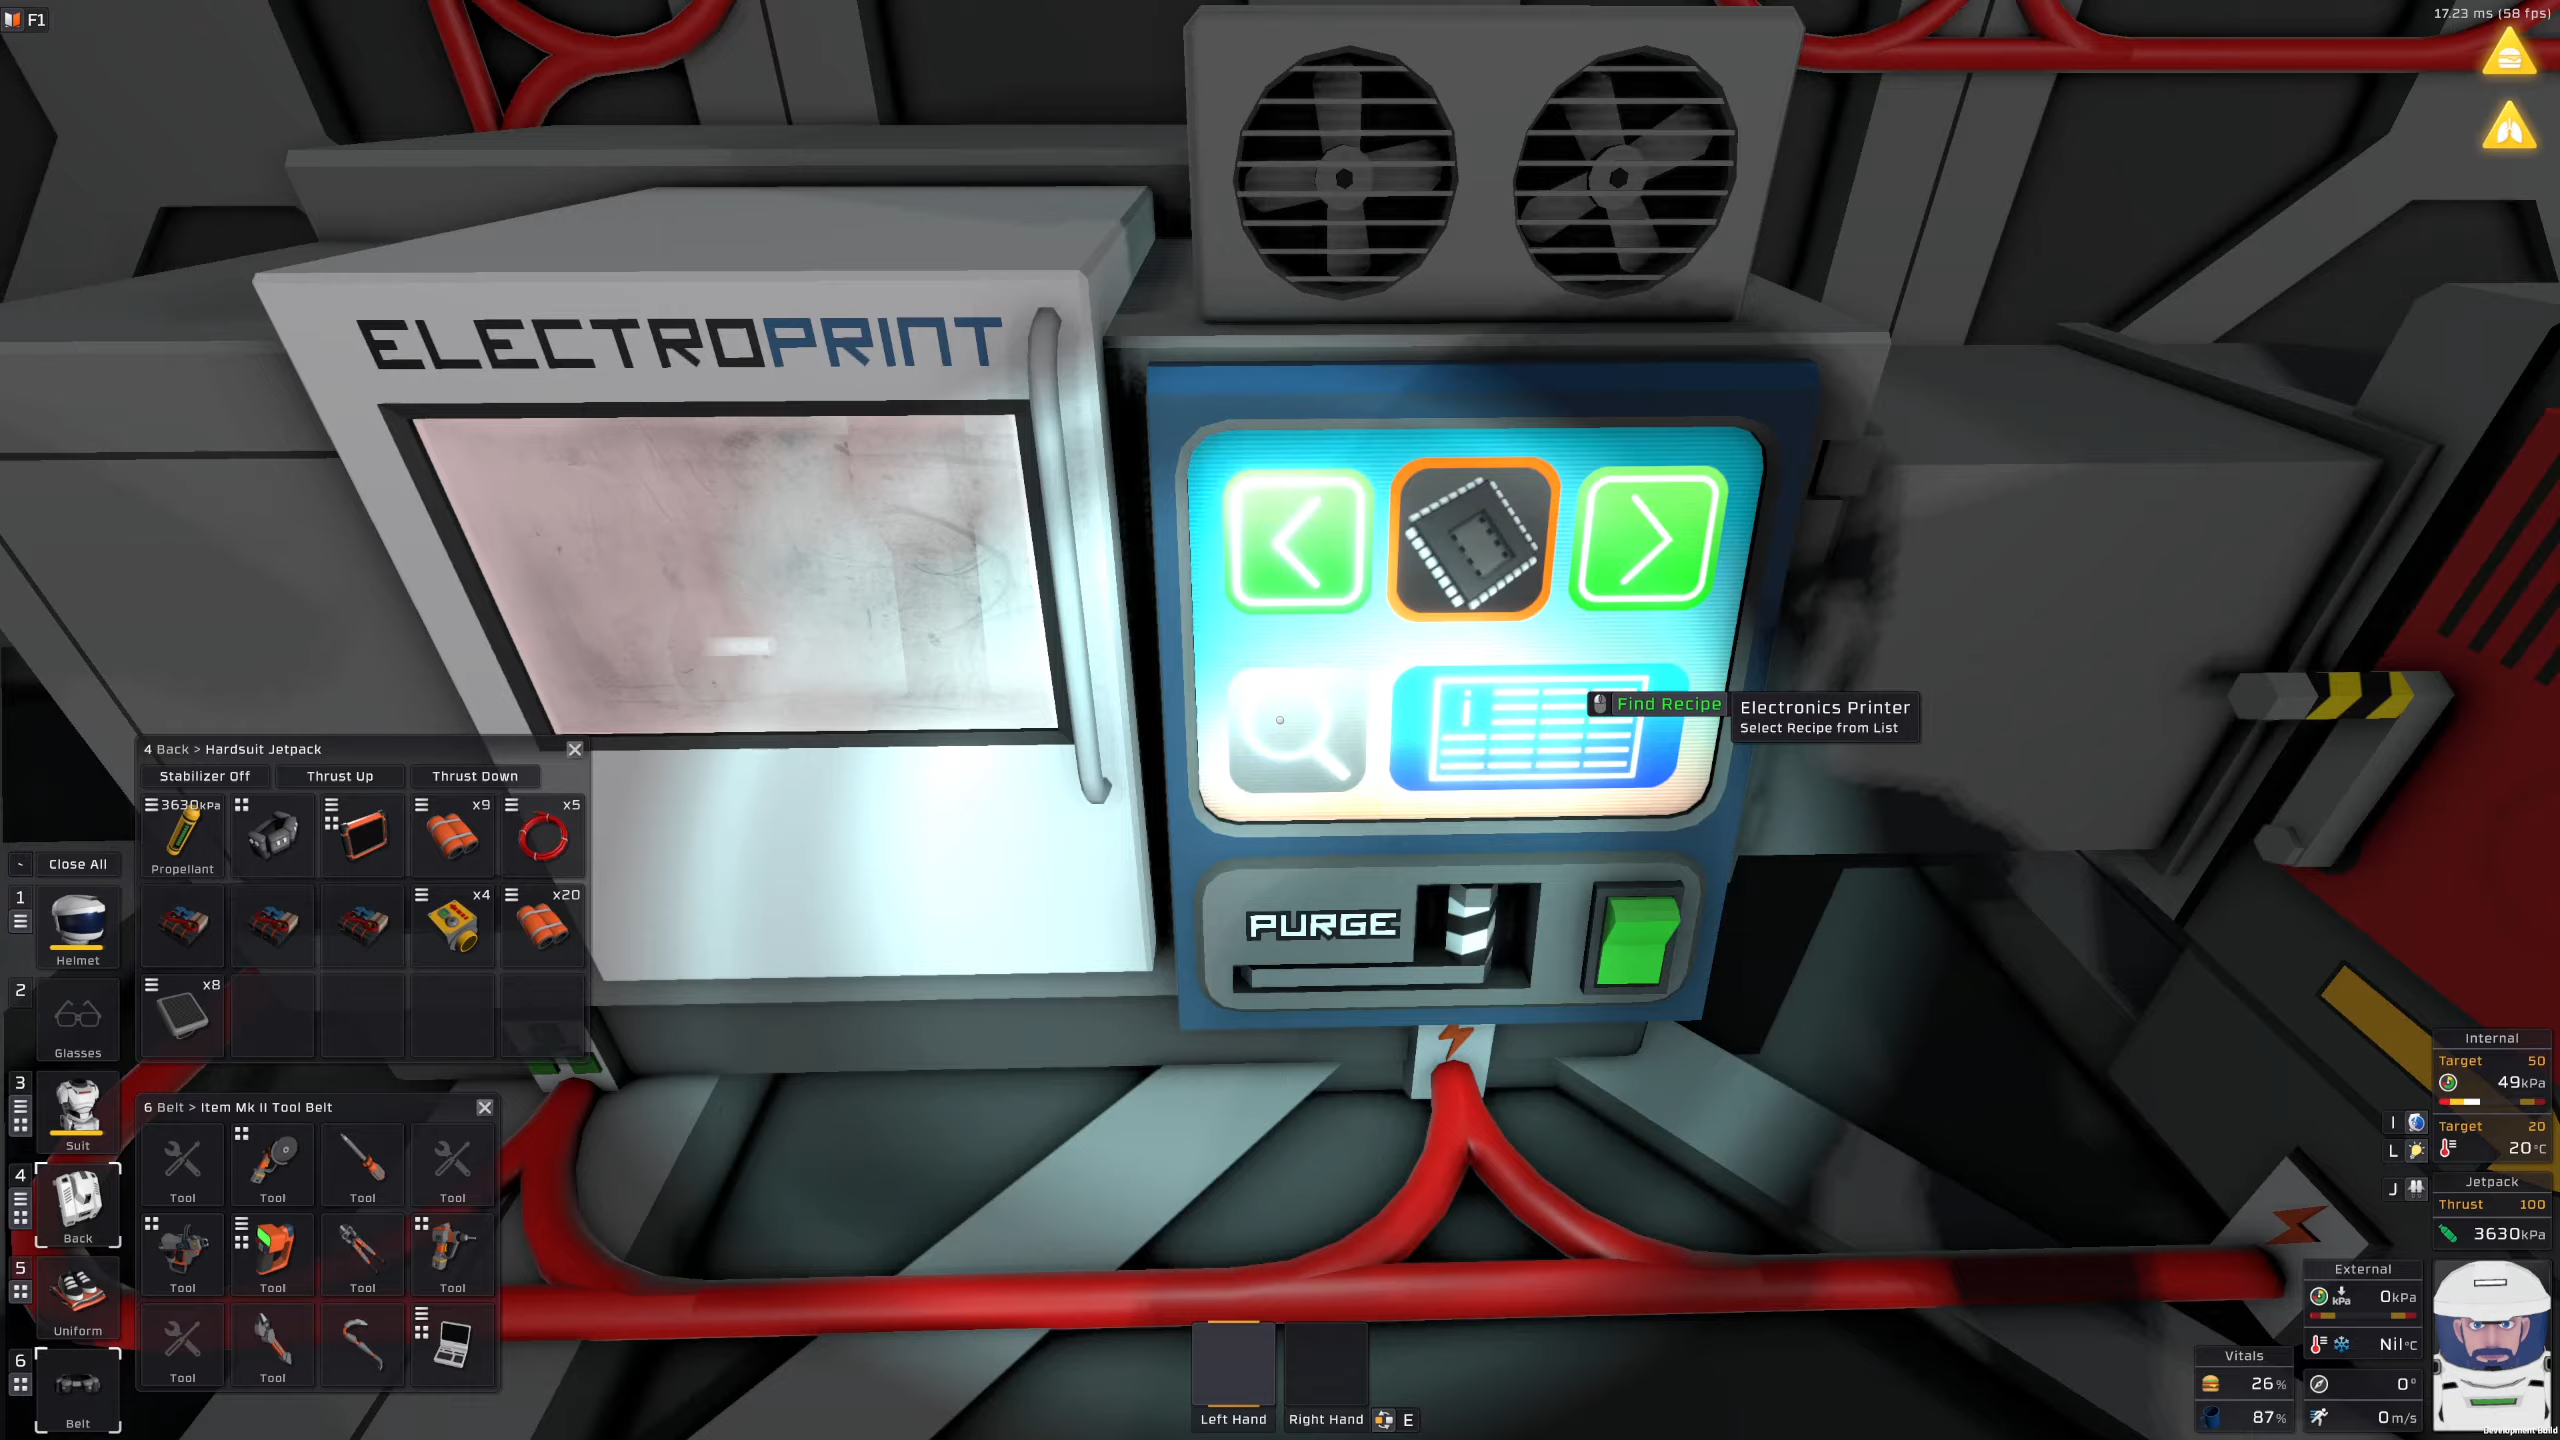 F1
17.23 ms (58 fps)
ELECTROPRINT
Find Recipe
Electronics Printer
Select Recipe from List
PURGE
4 Back > Hardsuit Jetpack
Stabilizer Off
Thrust Up
Thrust Down
3630kPa
x9
x5
Propellant
x4
x20
x8
~
Close All
1
Helmet
2
Glasses
3
Suit
4
Back
5
Uniform
6
Belt
6 Belt > Item Mk II Tool Belt
Tool
Tool
Tool
Tool
Tool
Tool
Tool
Tool
Tool
Tool
Left Hand
Right Hand
E
Internal
Target 50
49kPa
I
Target 20
L
20°C
Jetpack
J
Thrust 100
3630kPa
External
kPa
0kPa
Nil°C
Vitals
26%
0°
87%
0m/s
Development Build